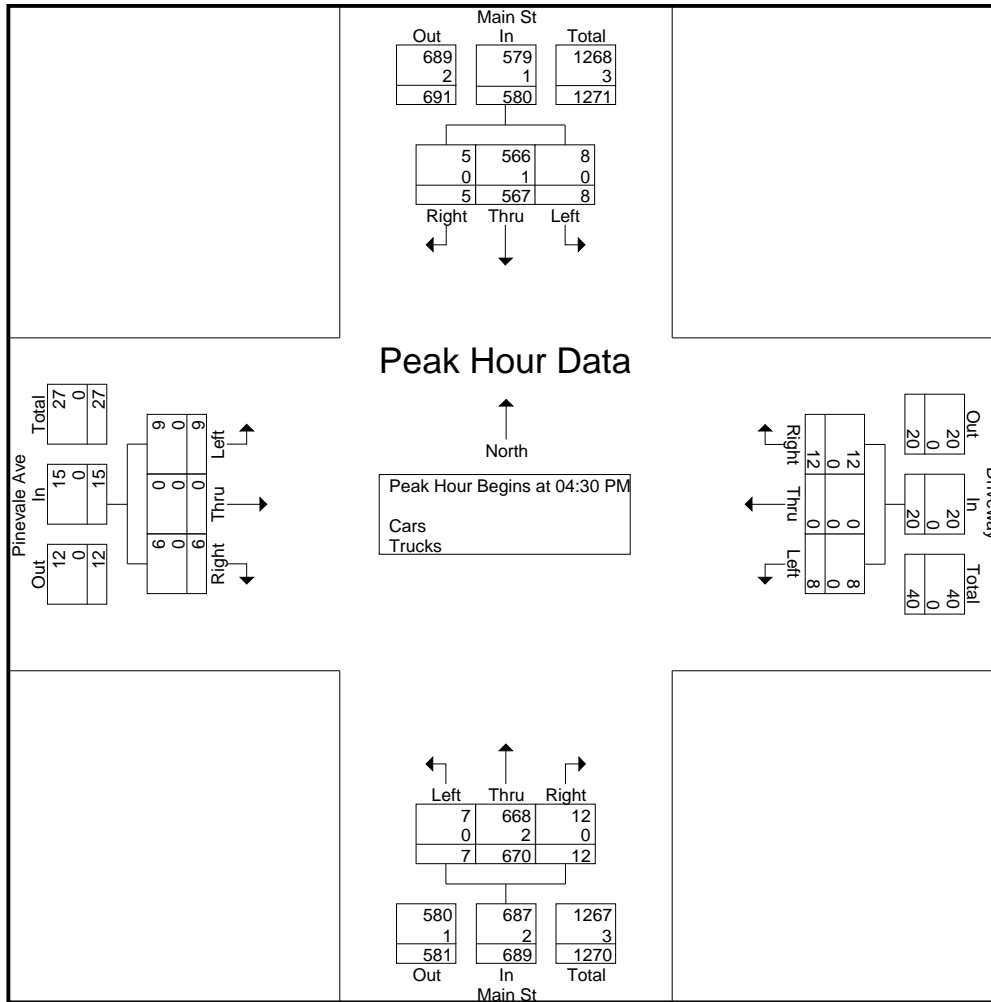 Main St
Out In Total
689 579 1268
2 1 3
691 580 1271
5 566 8
0 1 0
5 567 8
Right Thru Left
Peak Hour Data
North
Peak Hour Begins at 04:30 PM
Cars
Trucks
Pinevale Ave
Out In Total
12 15 27
0 0 0
12 15 27
6 0 9
0 0 0
6 0 9
Right Thru Left
Driveway
Out In Total
20 20 40
0 0 0
20 20 40
12 0 8
0 0 0
12 0 8
Right Thru Left
Left Thru Right
7 668 12
0 2 0
7 670 12
580 687 1267
1 2 3
581 689 1270
Out In Total
Main St